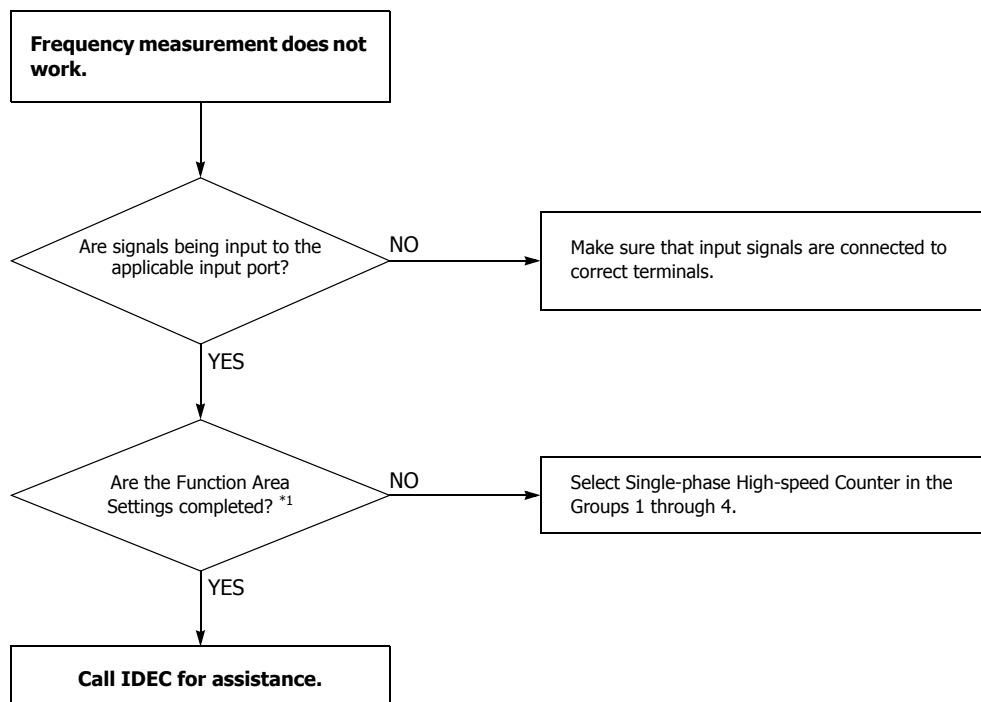 Frequency measurement does not
work.
Are signals being input to the
applicable input port?
NO
Make sure that input signals are connected to
correct terminals.
YES
Are the Function Area
Settings completed? *1
NO
Select Single-phase High-speed Counter in the
Groups 1 through 4.
YES
Call IDEC for assistance.